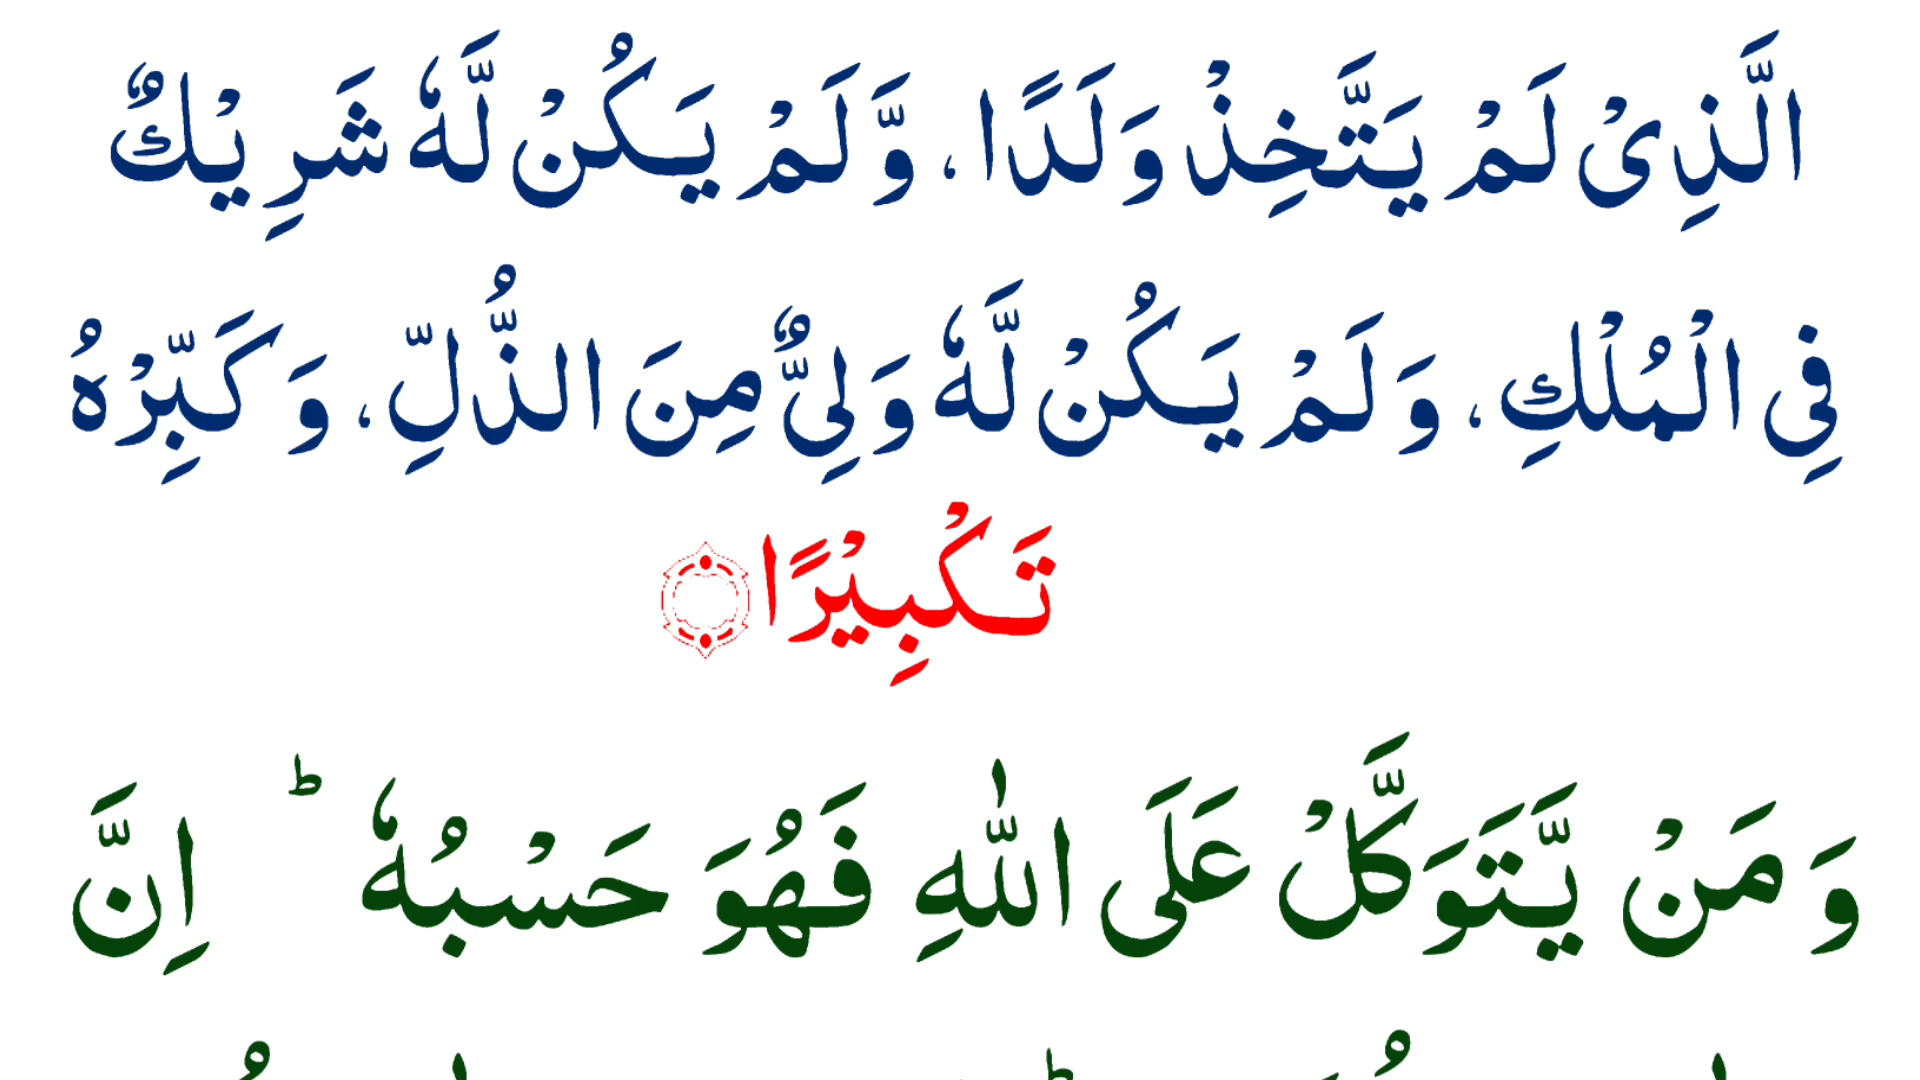 الَّذِىْ لَمْ يَتَّخِذْ وَلَدًا، وَّلَمْ يَكُنْ لَّهٗ شَرِيْكٌ
فِي الْمُلْكِ، وَلَمْ يَكُنْ لَّهٗ وَلِيٌّ مِنَ الذُّلِّ، وَكَبِّرْهُ
تَكْبِيْرًا۝
وَمَنْ يَّتَوَكَّلْ عَلَى اللّٰهِ فَهُوَ حَسْبُهٗ ؕ اِنَّ